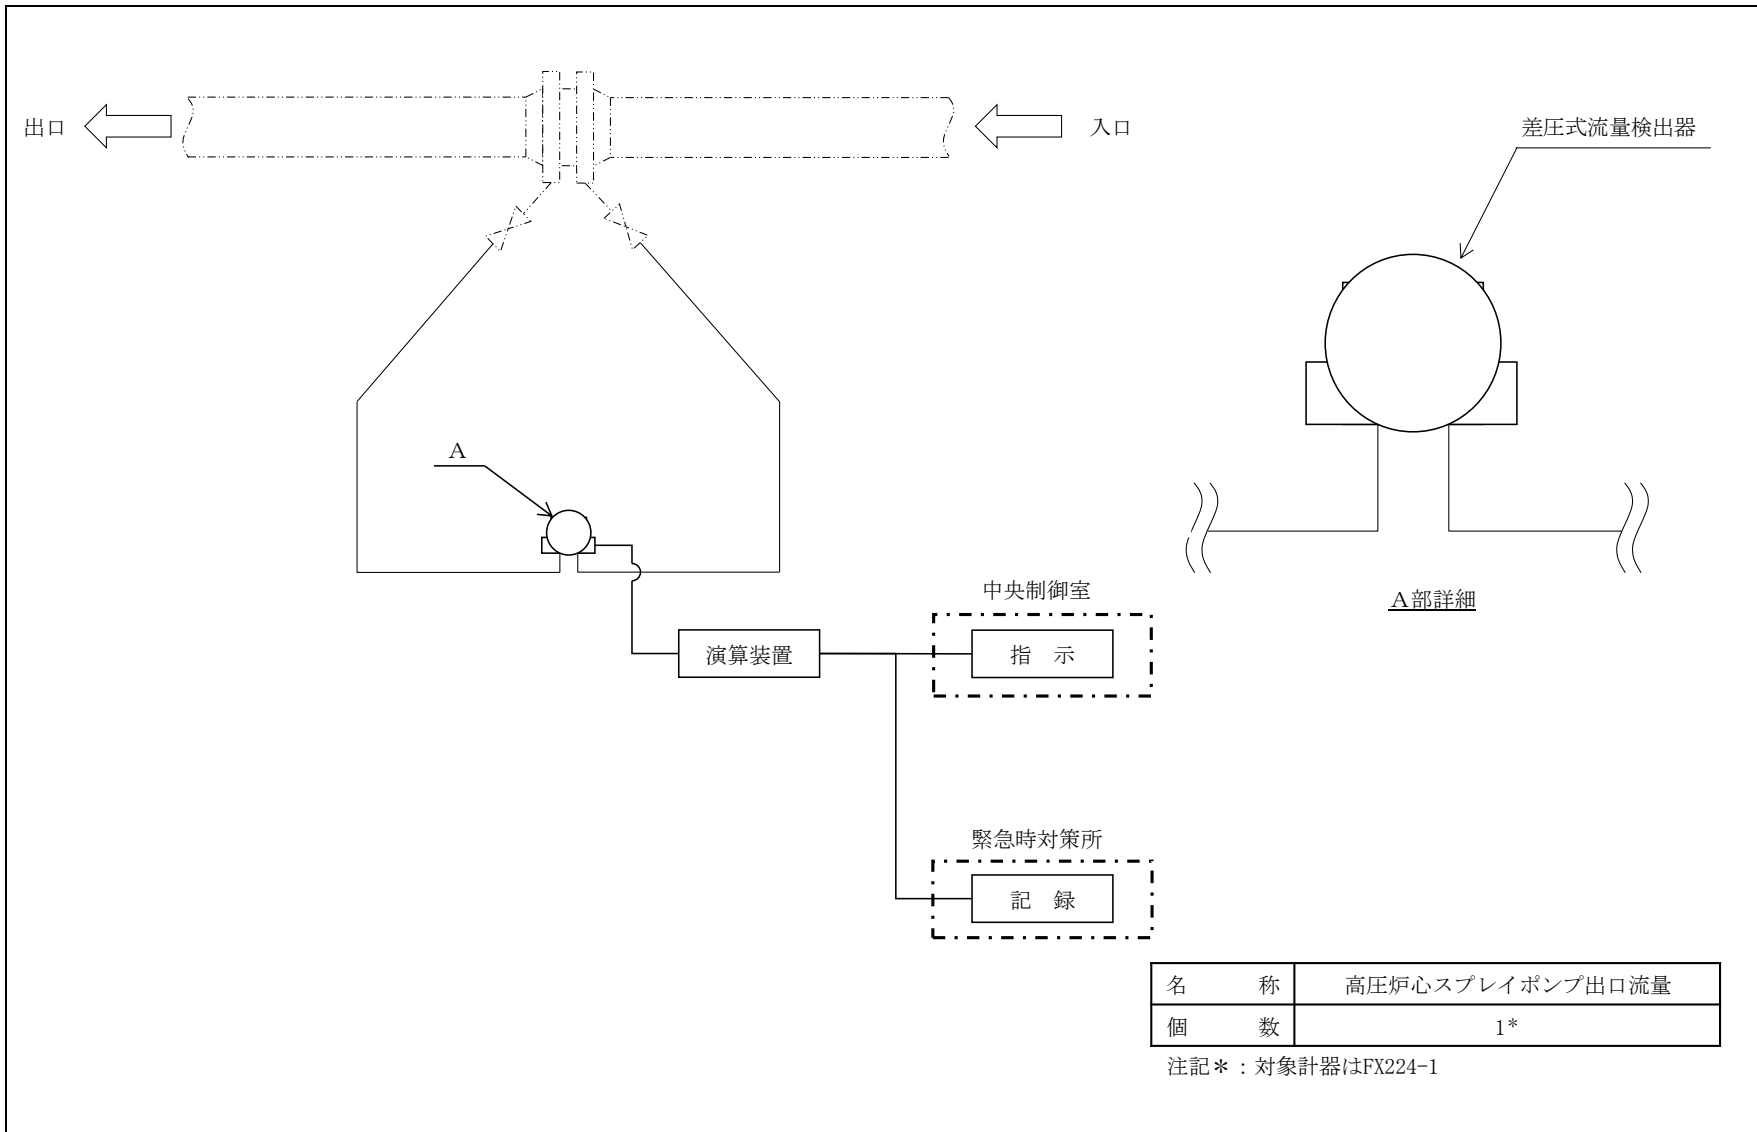 出口
入口
差圧式流量検出器
A
中央制御室
A部詳細
演算装置
指 示
緊急時対策所
記 録
名 称 高圧炉心スプレイポンプ出口流量
個 数 1*
注記＊：対象計器はFX224-1